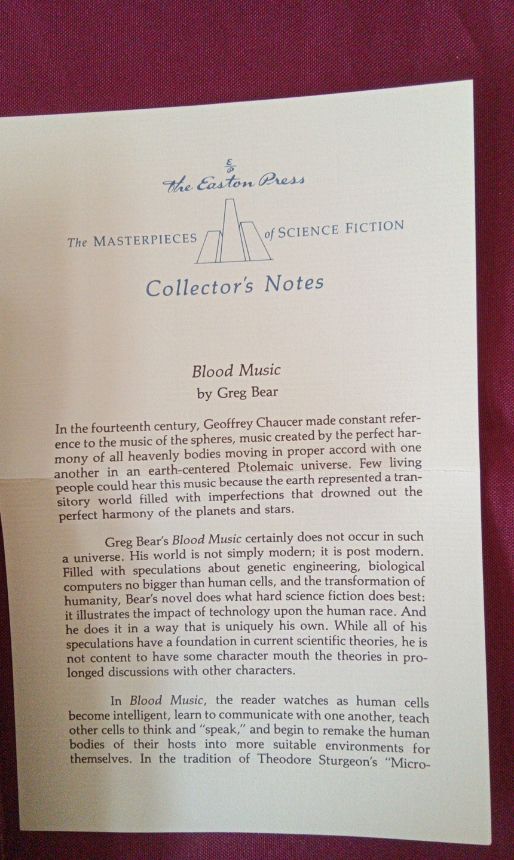 E/P
The Easton Press
The MASTERPIECES of SCIENCE FICTION
Collector's Notes
Blood Music
by Greg Bear
In the fourteenth century, Geoffrey Chaucer made constant refer-
ence to the music of the spheres, music created by the perfect har-
mony of all heavenly bodies moving in proper accord with one
another in an earth-centered Ptolemaic universe. Few living
people could hear this music because the earth represented a tran-
sitory world filled with imperfections that drowned out the
perfect harmony of the planets and stars.
Greg Bear's Blood Music certainly does not occur in such
a universe. His world is not simply modern; it is post modern.
Filled with speculations about genetic engineering, biological
computers no bigger than human cells, and the transformation of
humanity, Bear's novel does what hard science fiction does best:
it illustrates the impact of technology upon the human race. And
he does it in a way that is uniquely his own. While all of his
speculations have a foundation in current scientific theories, he is
not content to have some character mouth the theories in pro-
longed discussions with other characters.
In Blood Music, the reader watches as human cells
become intelligent, learn to communicate with one another, teach
other cells to think and "speak," and begin to remake the human
bodies of their hosts into more suitable environments for
themselves. In the tradition of Theodore Sturgeon's "Micro-